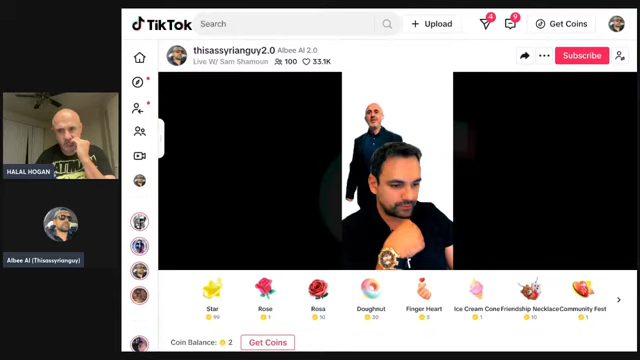 TikTok
Search
Upload
4
9
Get Coins
thisassyrianguy2.0 Albee Al 2.0
Live W/ Sam Shamoun 100 33.1K
Subscribe
HALAL HOGAN
Albee Al (Thisassyrianguy)
Star
99
Rose
1
Rosa
10
Doughnut
30
Finger Heart
5
Ice Cream Cone
1
Friendship Necklace
10
Community Fest
1
Coin Balance: 2 Get Coins